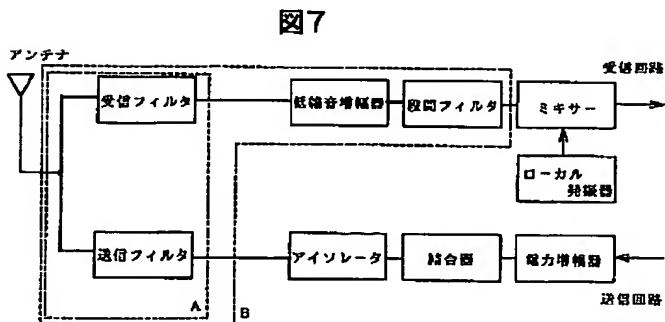 図7
アンテナ
受信フィルタ
低雑音増幅器
段間フィルタ
ミキサー
受信回路
ローカル
発振器
送信フィルタ
アイソレータ
結合器
電力増幅器
送信回路
A
B